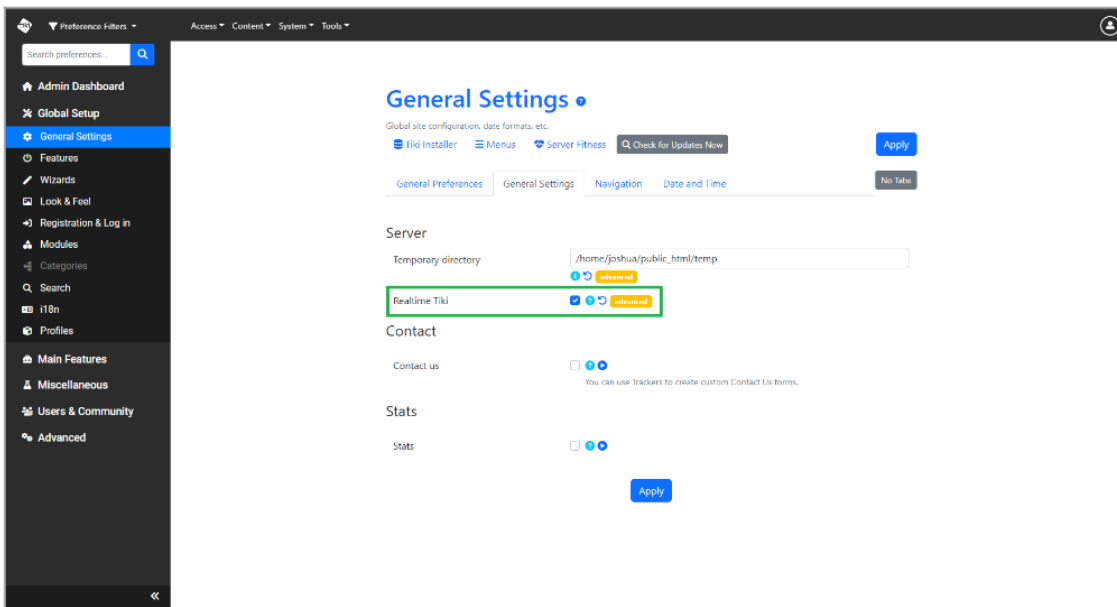 Preference Filters
Access Content System Tools
Search preferences...
Admin Dashboard
Global Setup
General Settings
Features
Wizards
Look & Feel
Registration & Log in
Modules
Categories
Search
i18n
Profiles
Main Features
Miscellaneous
Users & Community
Advanced
General Settings
Global site configuration, date formats, etc.
Tiki Installer Menus Server Fitness Check for Updates Now
Apply
General Preferences General Settings Navigation Date and Time
No Tabs
Server
Temporary directory /home/joshua/public_html/temp
advanced
Realtime Tiki advanced
Contact
Contact us
You can use Trackers to create custom Contact Us forms.
Stats
Stats
Apply